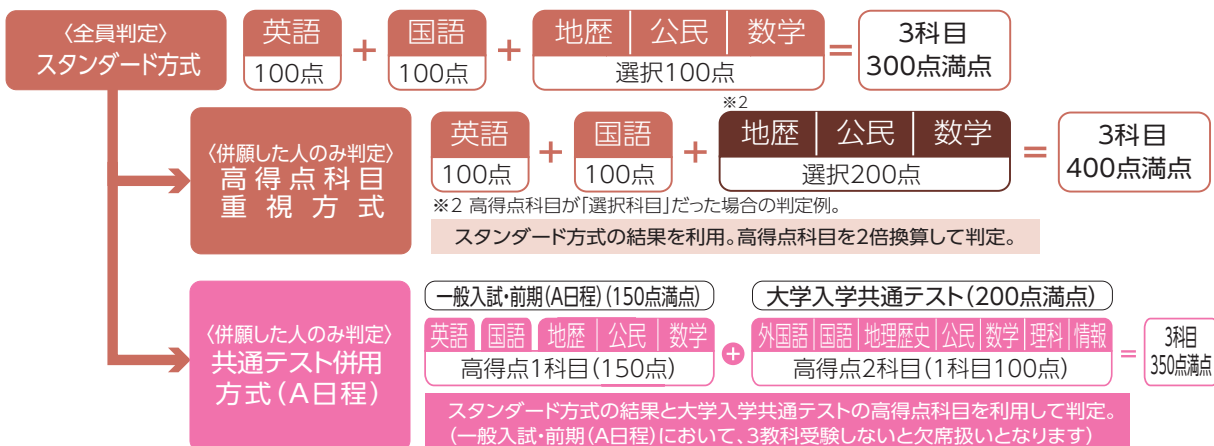 〈全員判定〉
スタンダード方式
英語
100点
+
国語
100点
+
地歴 公民 数学
選択100点
=
3科目
300点満点
〈併願した人のみ判定〉
高得点科目
重視方式
英語
100点
+
国語
100点
+
※2
地歴 公民 数学
選択200点
=
3科目
400点満点
※2 高得点科目が「選択科目」だった場合の判定例。
スタンダード方式の結果を利用。高得点科目を2倍換算して判定。
〈併願した人のみ判定〉
共通テスト併用
方式(A日程)
一般入試・前期(A日程)(150点満点)
英語 国語 地歴 公民 数学
高得点1科目(150点)
+
大学入学共通テスト(200点満点)
外国語 国語 地理歴史 公民 数学 理科 情報
高得点2科目(1科目100点)
=
3科目
350点満点
スタンダード方式の結果と大学入学共通テストの高得点科目を利用して判定。
(一般入試・前期(A日程)において、3教科受験しないと欠席扱いとなります)